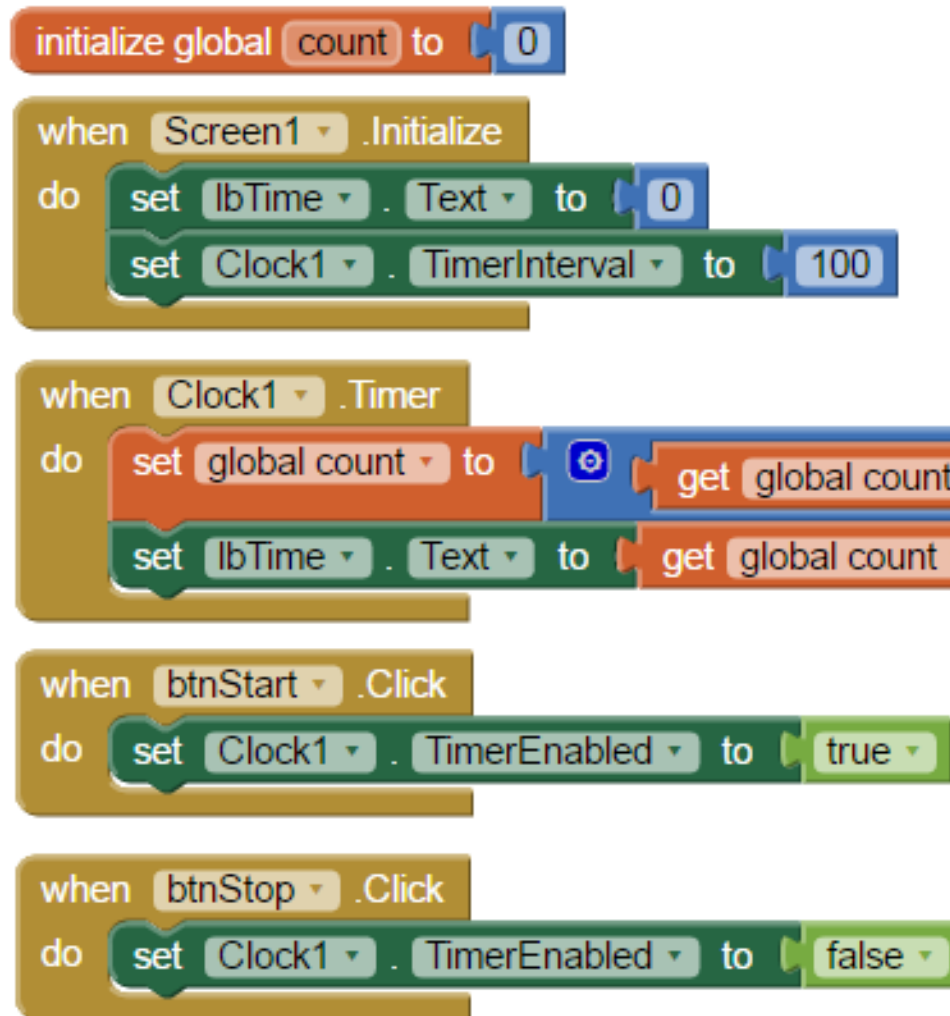 initialize global count to 0
when Screen1 .Initialize
do set lbTime . Text to 0
set Clock1 . TimerInterval to 100
when Clock1 .Timer
do set global count to get global count
set lbTime . Text to get global count
when btnStart .Click
do set Clock1 . TimerEnabled to true
when btnStop .Click
do set Clock1 . TimerEnabled to false